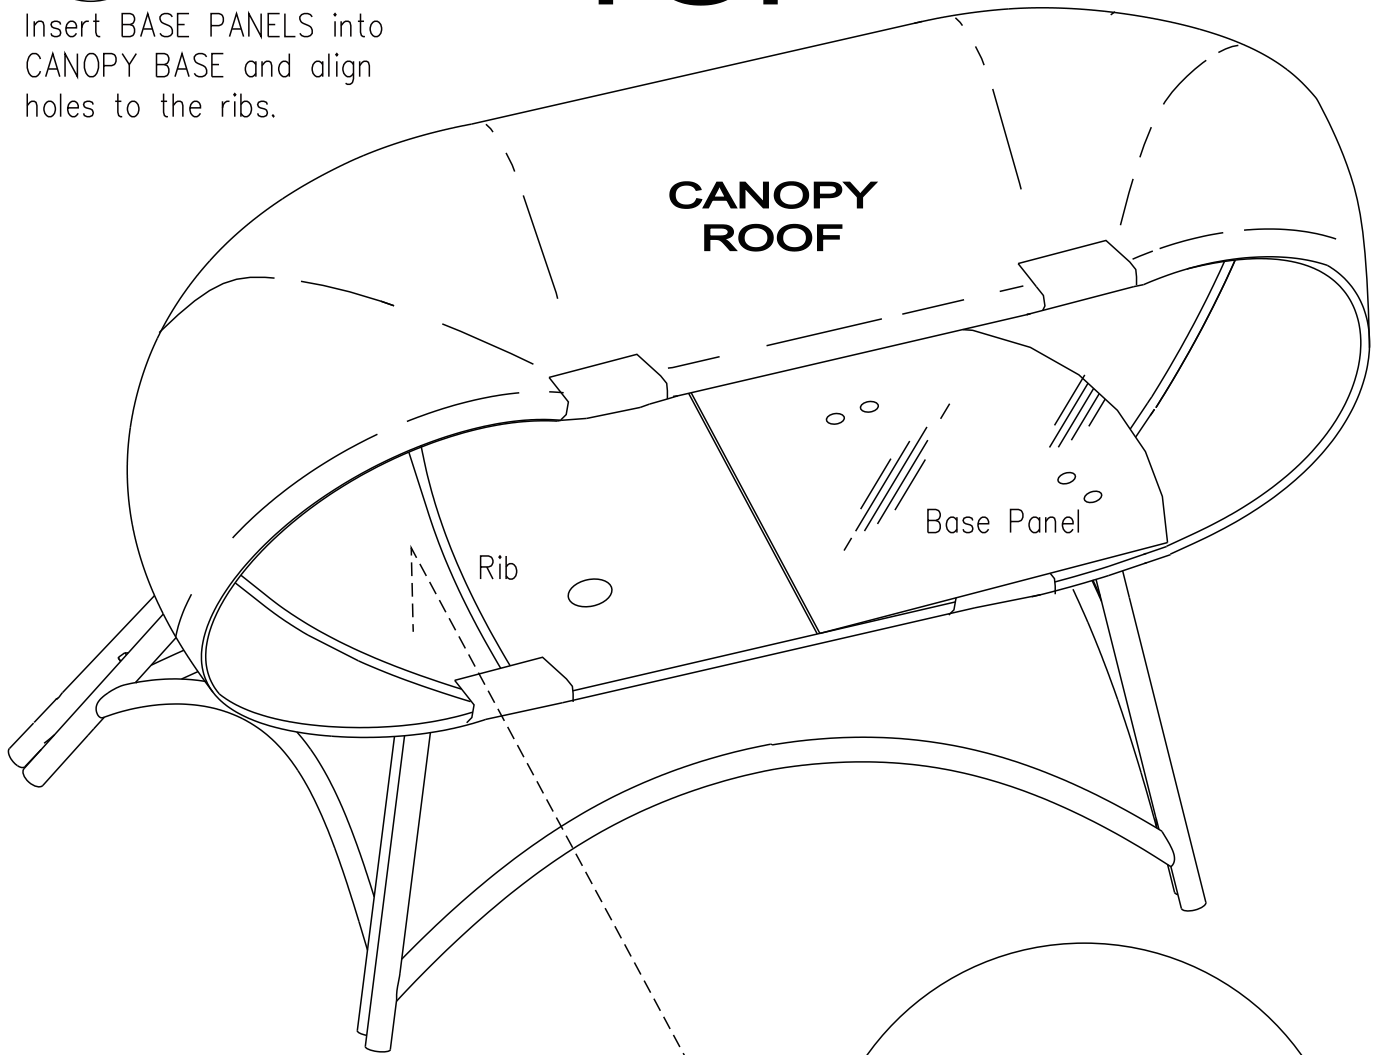 Insert BASE PANELS into
CANOPY BASE and align
holes to the ribs.
CANOPY
ROOF
Base Panel
Rib